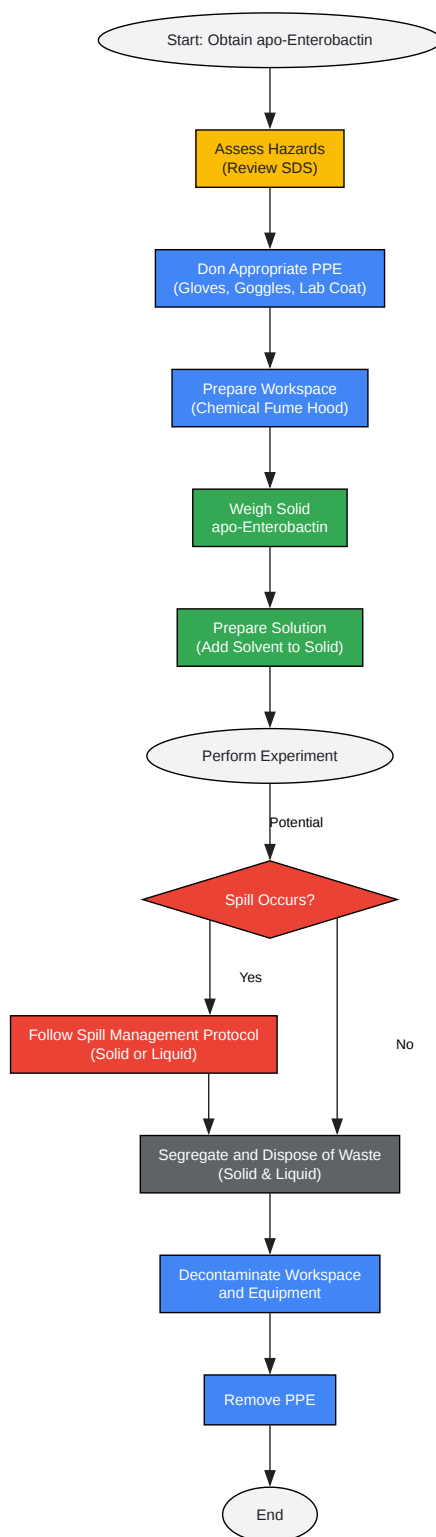 Start: Obtain apo-Enterobactin
Assess Hazards
(Review SDS)
Don Appropriate PPE
(Gloves, Goggles, Lab Coat)
Prepare Workspace
(Chemical Fume Hood)
Weigh Solid
apo-Enterobactin
Prepare Solution
(Add Solvent to Solid)
Perform Experiment
Potential
Spill Occurs?
Yes
Follow Spill Management Protocol
(Solid or Liquid)
No
Segregate and Dispose of Waste
(Solid & Liquid)
Decontaminate Workspace
and Equipment
Remove PPE
End